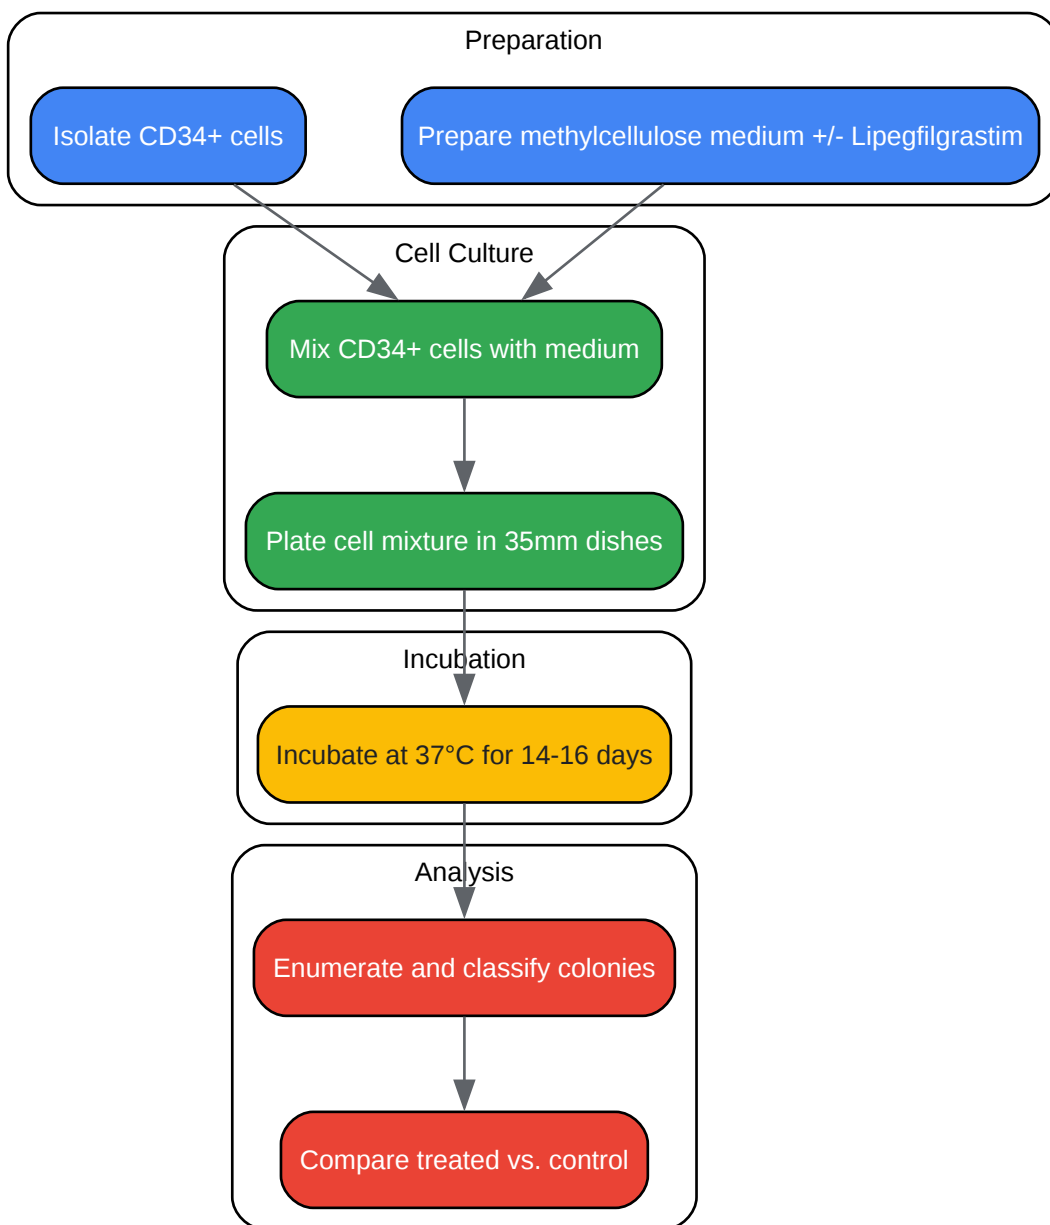 Preparation
Isolate CD34+ cells
Prepare methylcellulose medium +/- Lipegfilgrastim
Cell Culture
Mix CD34+ cells with medium
Plate cell mixture in 35mm dishes
Incubation
Incubate at 37°C for 14-16 days
Analysis
Enumerate and classify colonies
Compare treated vs. control